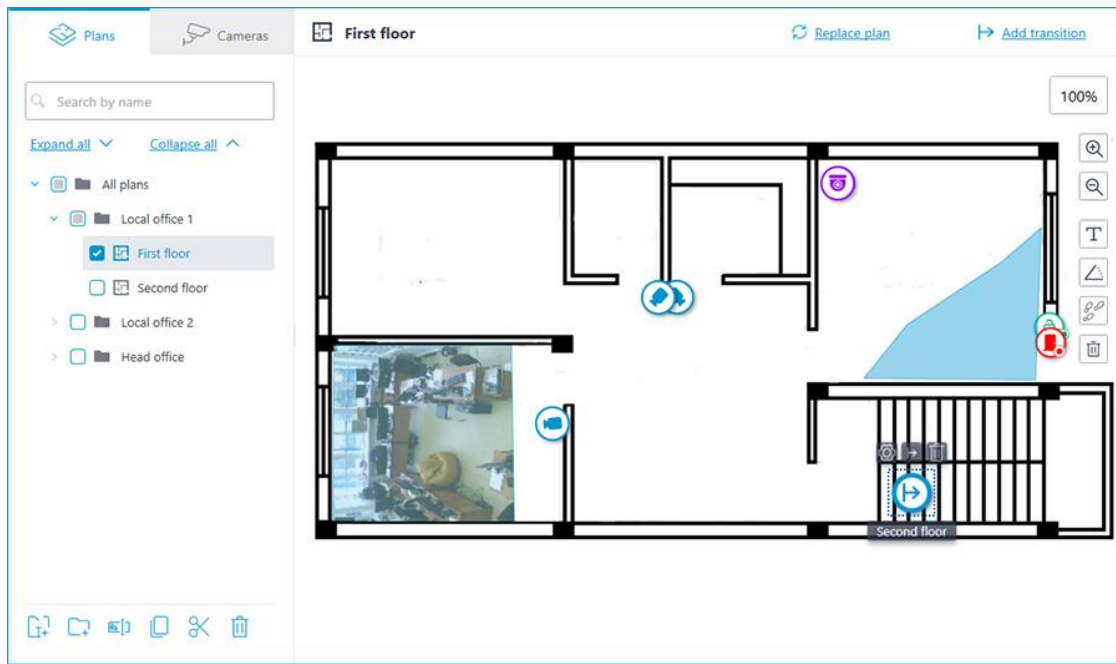 Plans
Cameras
First floor
Replace plan
Add transition
Search by name
100%
Expand all
Collapse all
All plans
Local office 1
First floor
Second floor
Local office 2
Head office
T
Second floor